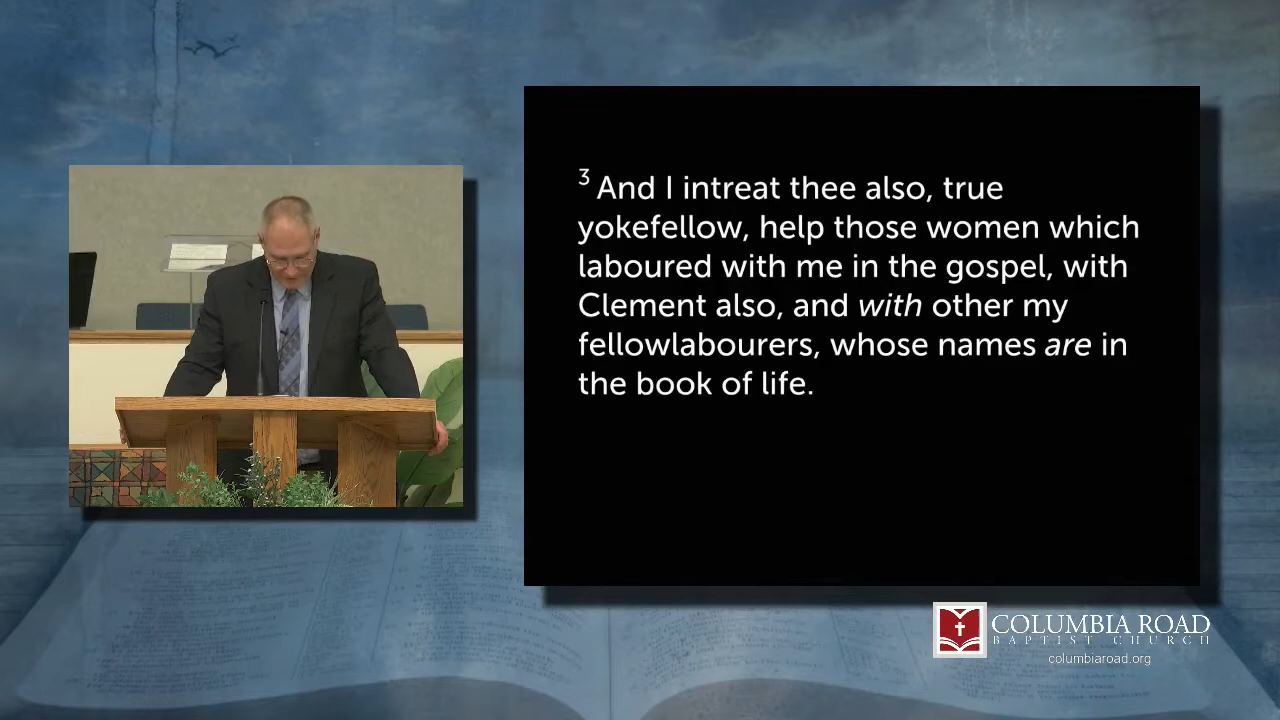 3 And I intreat thee also, true
yokefellow, help those women which
laboured with me in the gospel, with
Clement also, and with other my
fellowlabourers, whose names are in
the book of life.
COLUMBIA ROAD
BAPTIST CHURCH
columbiaroad.org